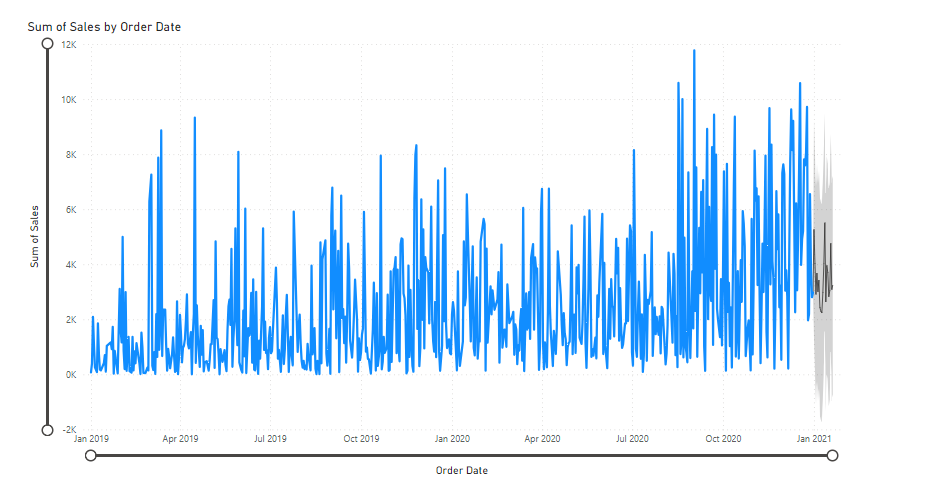 Sum of Sales by Order Date
12K
10K
8K
6K
4K
2K
0K
-2K
Sum of Sales
Jan 2019 Apr 2019 Jul 2019 Oct 2019 Jan 2020 Apr 2020 Jul 2020 Oct 2020 Jan 2021
Order Date